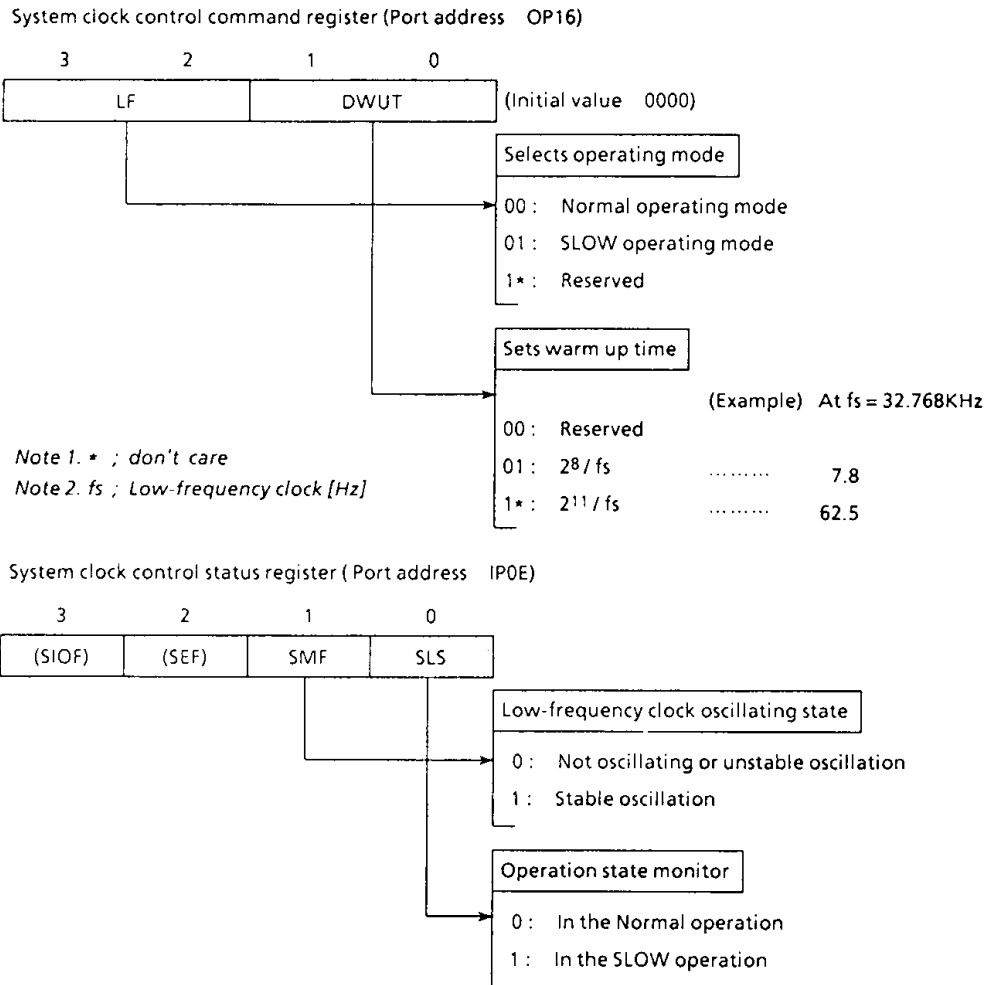 System clock control command register (Port address OP16)
3 2 1 0
LF DWUT (Initial value 0000)
Selects operating mode
00 : Normal operating mode
01 : SLOW operating mode
1* : Reserved
Sets warm up time
(Example) At fs = 32.768KHz
00 : Reserved
01 : 2⁸ / fs ……… 7.8
1* : 2¹¹ / fs ……… 62.5
Note 1. * ; don't care
Note 2. fs ; Low-frequency clock [Hz]
System clock control status register ( Port address IP0E)
3 2 1 0
(SIOF) (SEF) SMF SLS
Low-frequency clock oscillating state
0 : Not oscillating or unstable oscillation
1 : Stable oscillation
Operation state monitor
0 : In the Normal operation
1 : In the SLOW operation